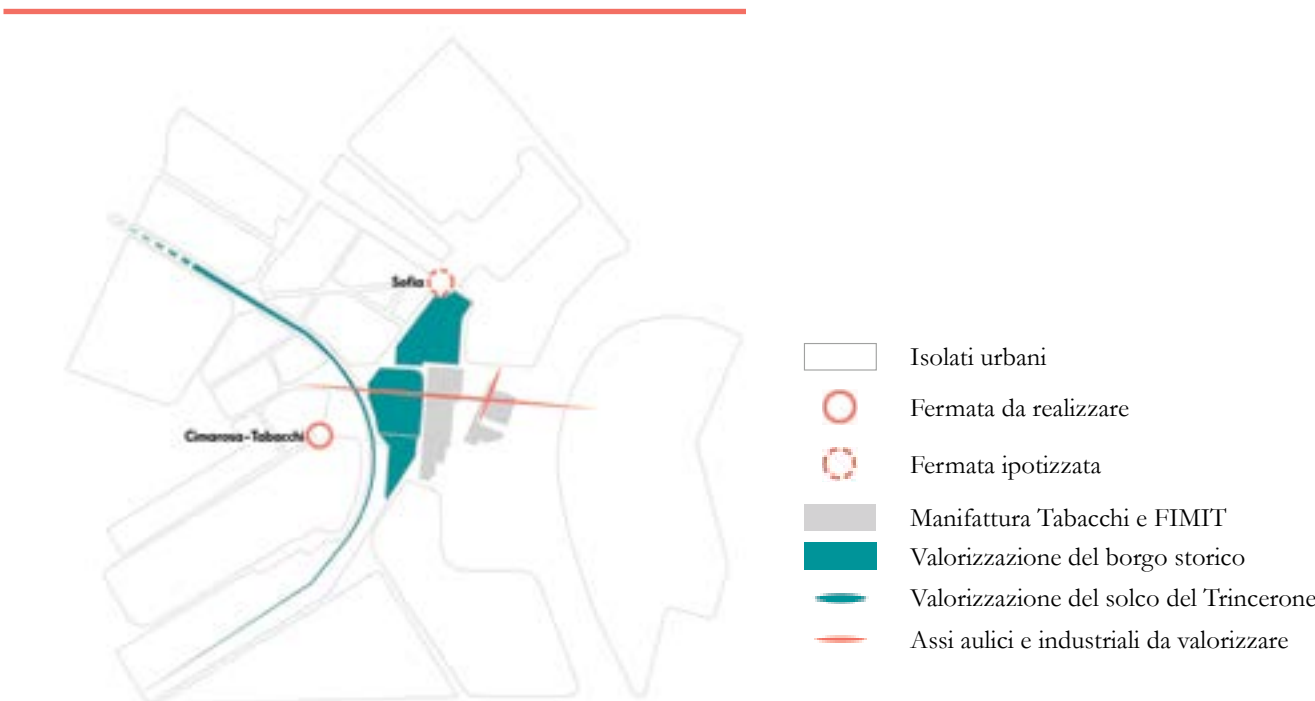 Sofia
Cimarosa-Tabacchi
Isolati urbani
Fermata da realizzare
Fermata ipotizzata
Manifattura Tabacchi e FIMIT
Valorizzazione del borgo storico
Valorizzazione del solco del Trincerone
Assi aulici e industriali da valorizzare